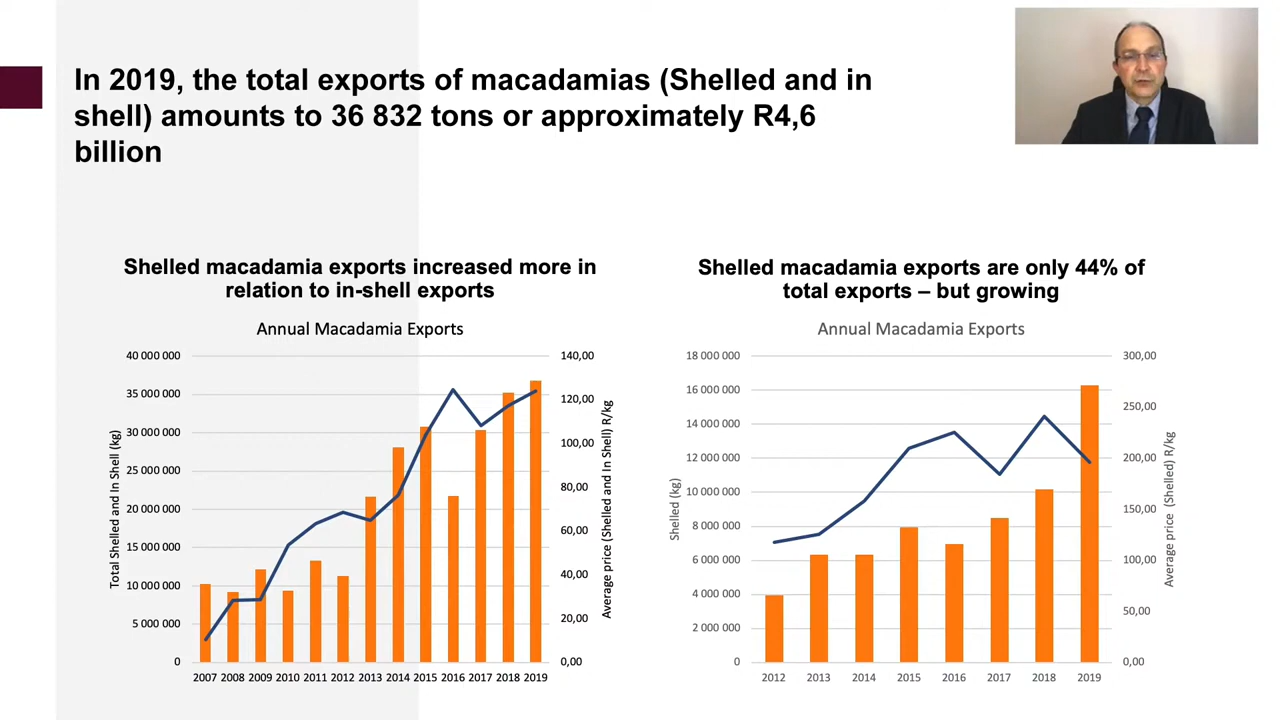 In 2019, the total exports of macadamias (Shelled and in
shell) amounts to 36 832 tons or approximately R4,6
billion
Shelled macadamia exports increased more in
relation to in-shell exports
Annual Macadamia Exports
Total Shelled and In Shell (kg)
40 000 000
35 000 000
30 000 000
25 000 000
20 000 000
15 000 000
10 000 000
5 000 000
0
140,00
120,00
100,00
80,00
60,00
40,00
20,00
0,00
Average price (Shelled and In Shell) R/kg
2007 2008 2009 2010 2011 2012 2013 2014 2015 2016 2017 2018 2019
Shelled macadamia exports are only 44% of
total exports – but growing
Annual Macadamia Exports
Shelled (kg)
18 000 000
16 000 000
14 000 000
12 000 000
10 000 000
8 000 000
6 000 000
4 000 000
2 000 000
0
300,00
250,00
200,00
150,00
100,00
50,00
0,00
Average price (Shelled) R/kg
2012 2013 2014 2015 2016 2017 2018 2019